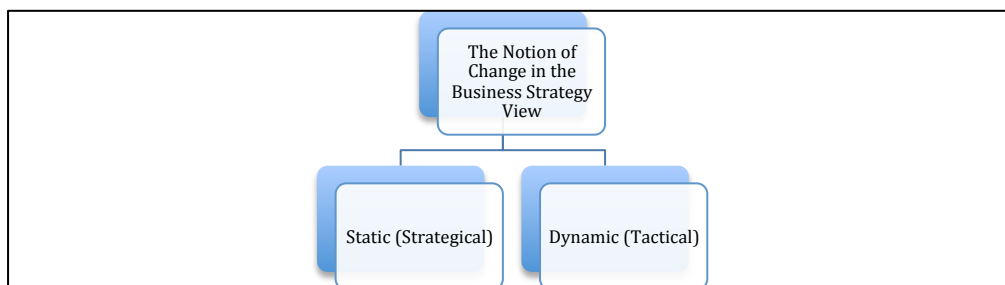 The Notion of
Change in the
Business Strategy
View
Static (Strategical)
Dynamic (Tactical)